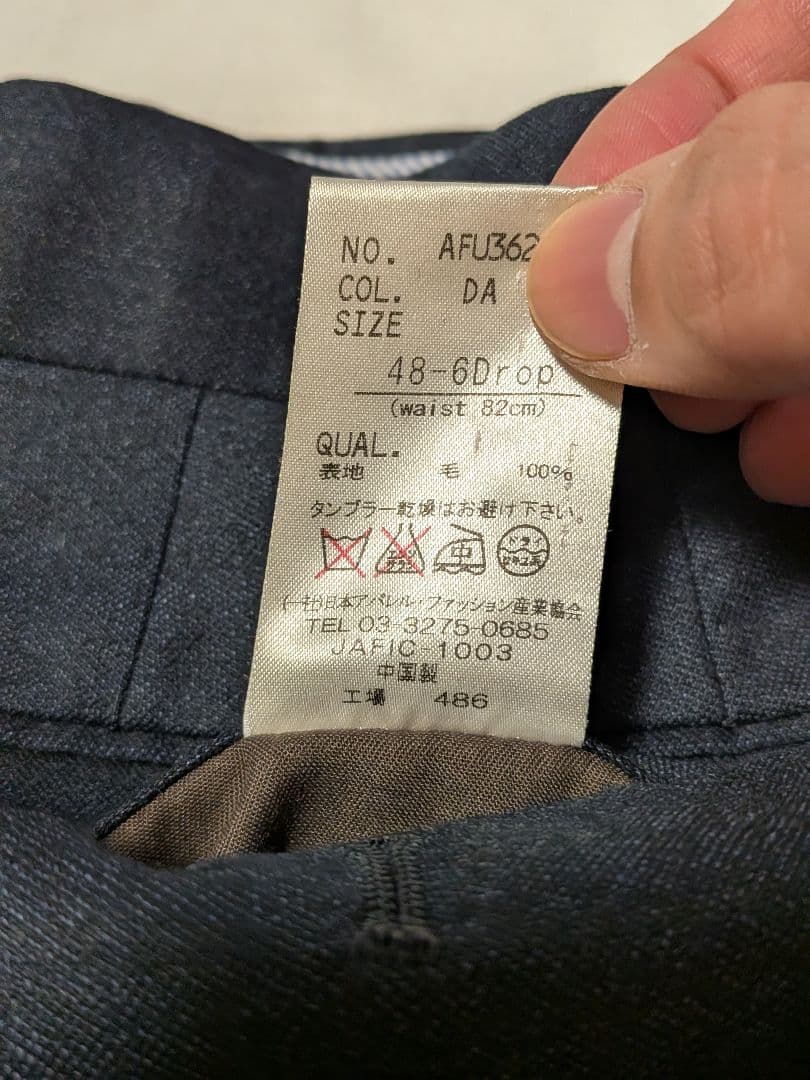 NO. AFU362
COL. DA
SIZE
48-6Drop
(waist 82cm)
QUAL.
表地 毛 100%
タンブラー乾燥はお避け下さい。
中
(一社)日本アパレル・ファッション産業協会
TEL 03-3275-0685
JAFIC-1003
中国製
工場 486